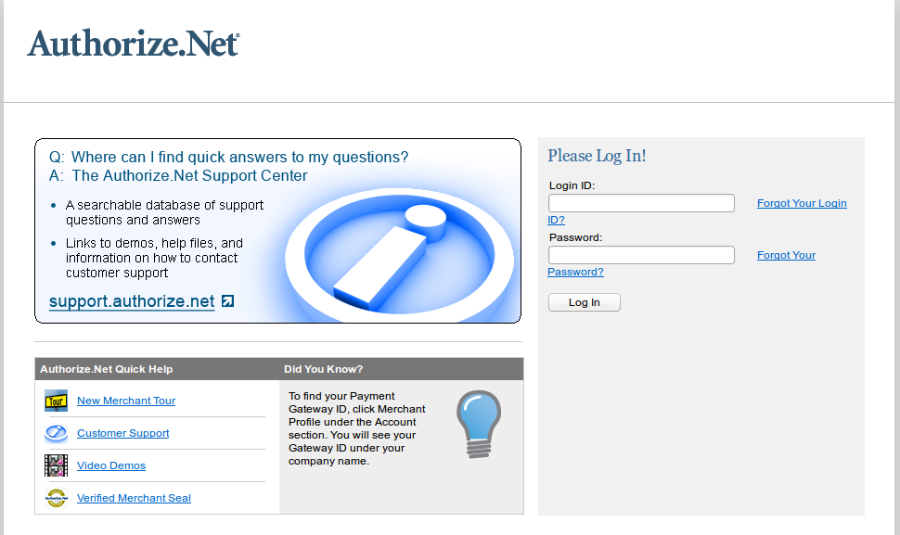 Authorize.Net®
Q: Where can I find quick answers to my questions?
A: The Authorize.Net Support Center
• A searchable database of support
questions and answers
• Links to demos, help files, and
information on how to contact
customer support
support.authorize.net
Please Log In!
Login ID:
Forgot Your Login
ID?
Password:
Forgot Your
Password?
Log In
Authorize.Net Quick Help
Tour
New Merchant Tour
Customer Support
Video Demos
Authorize.Net
Verified Merchant Seal
Did You Know?
To find your Payment
Gateway ID, click Merchant
Profile under the Account
section. You will see your
Gateway ID under your
company name.